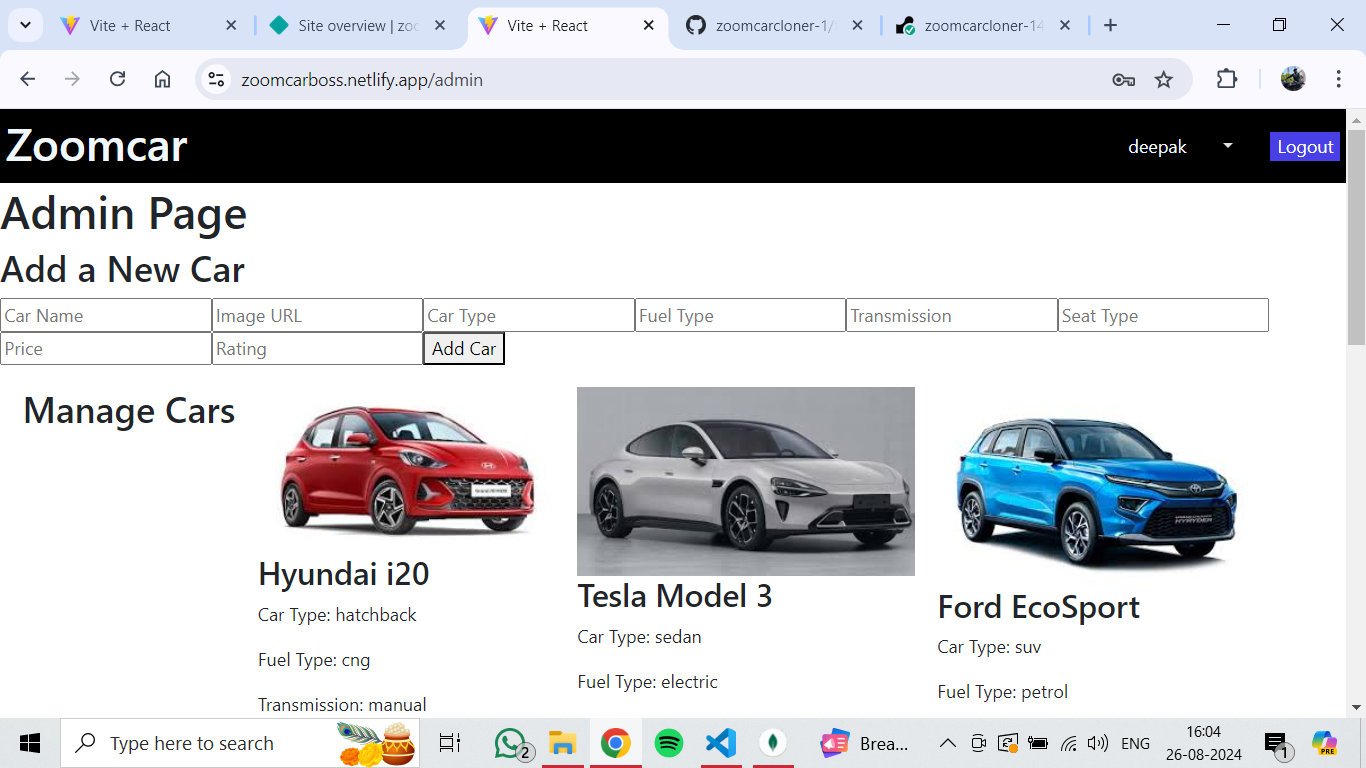 Vite + React
Site overview | zoo
Vite + React
zoomcarcloner-1/
zoomcarcloner-14
zoomcarboss.netlify.app/admin
Zoomcar
deepak
Logout
Admin Page
Add a New Car
Car Name
Image URL
Car Type
Fuel Type
Transmission
Seat Type
Price
Rating
Add Car
Manage Cars
Hyundai i20
Car Type: hatchback
Fuel Type: cng
Transmission: manual
Tesla Model 3
Car Type: sedan
Fuel Type: electric
HYRYDER
Ford EcoSport
Car Type: suv
Fuel Type: petrol
Type here to search
2
Brea...
ENG
16:04
26-08-2024
1
PRE